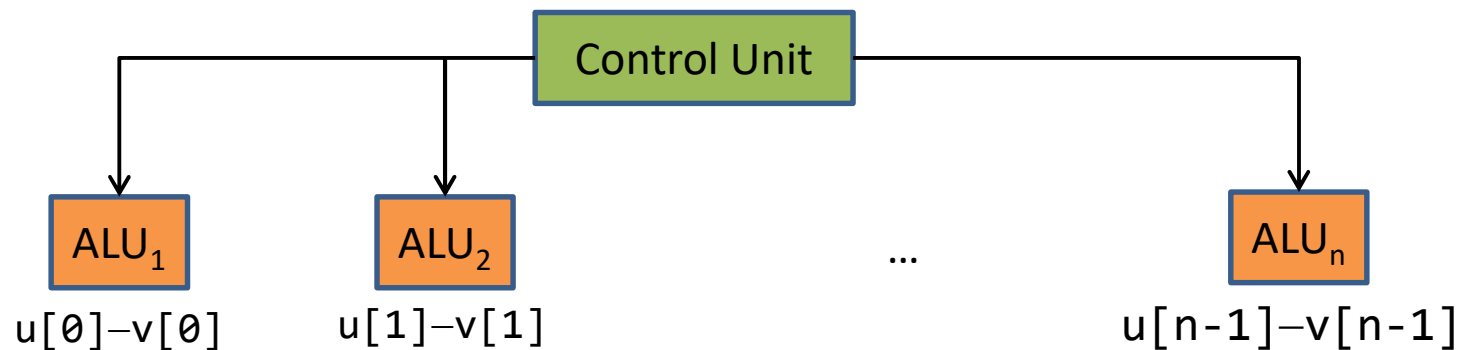 Control Unit
ALU₁ ALU₂ … ALUₙ
u[0]−v[0] u[1]−v[1] u[n-1]−v[n-1]